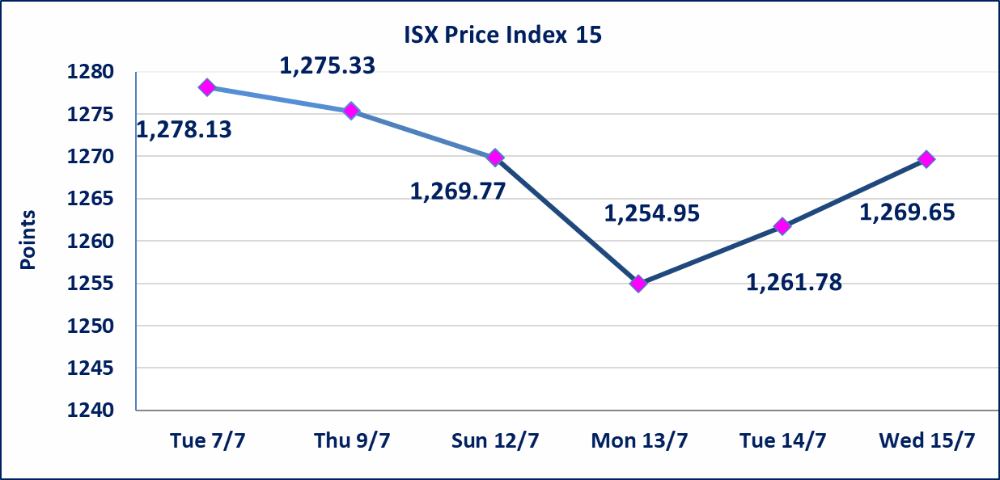 ISX Price Index 15
Points
1280
1275
1270
1265
1260
1255
1250
1245
1240
1,278.13
1,275.33
1,269.77
1,254.95
1,261.78
1,269.65
Tue 7/7
Thu 9/7
Sun 12/7
Mon 13/7
Tue 14/7
Wed 15/7